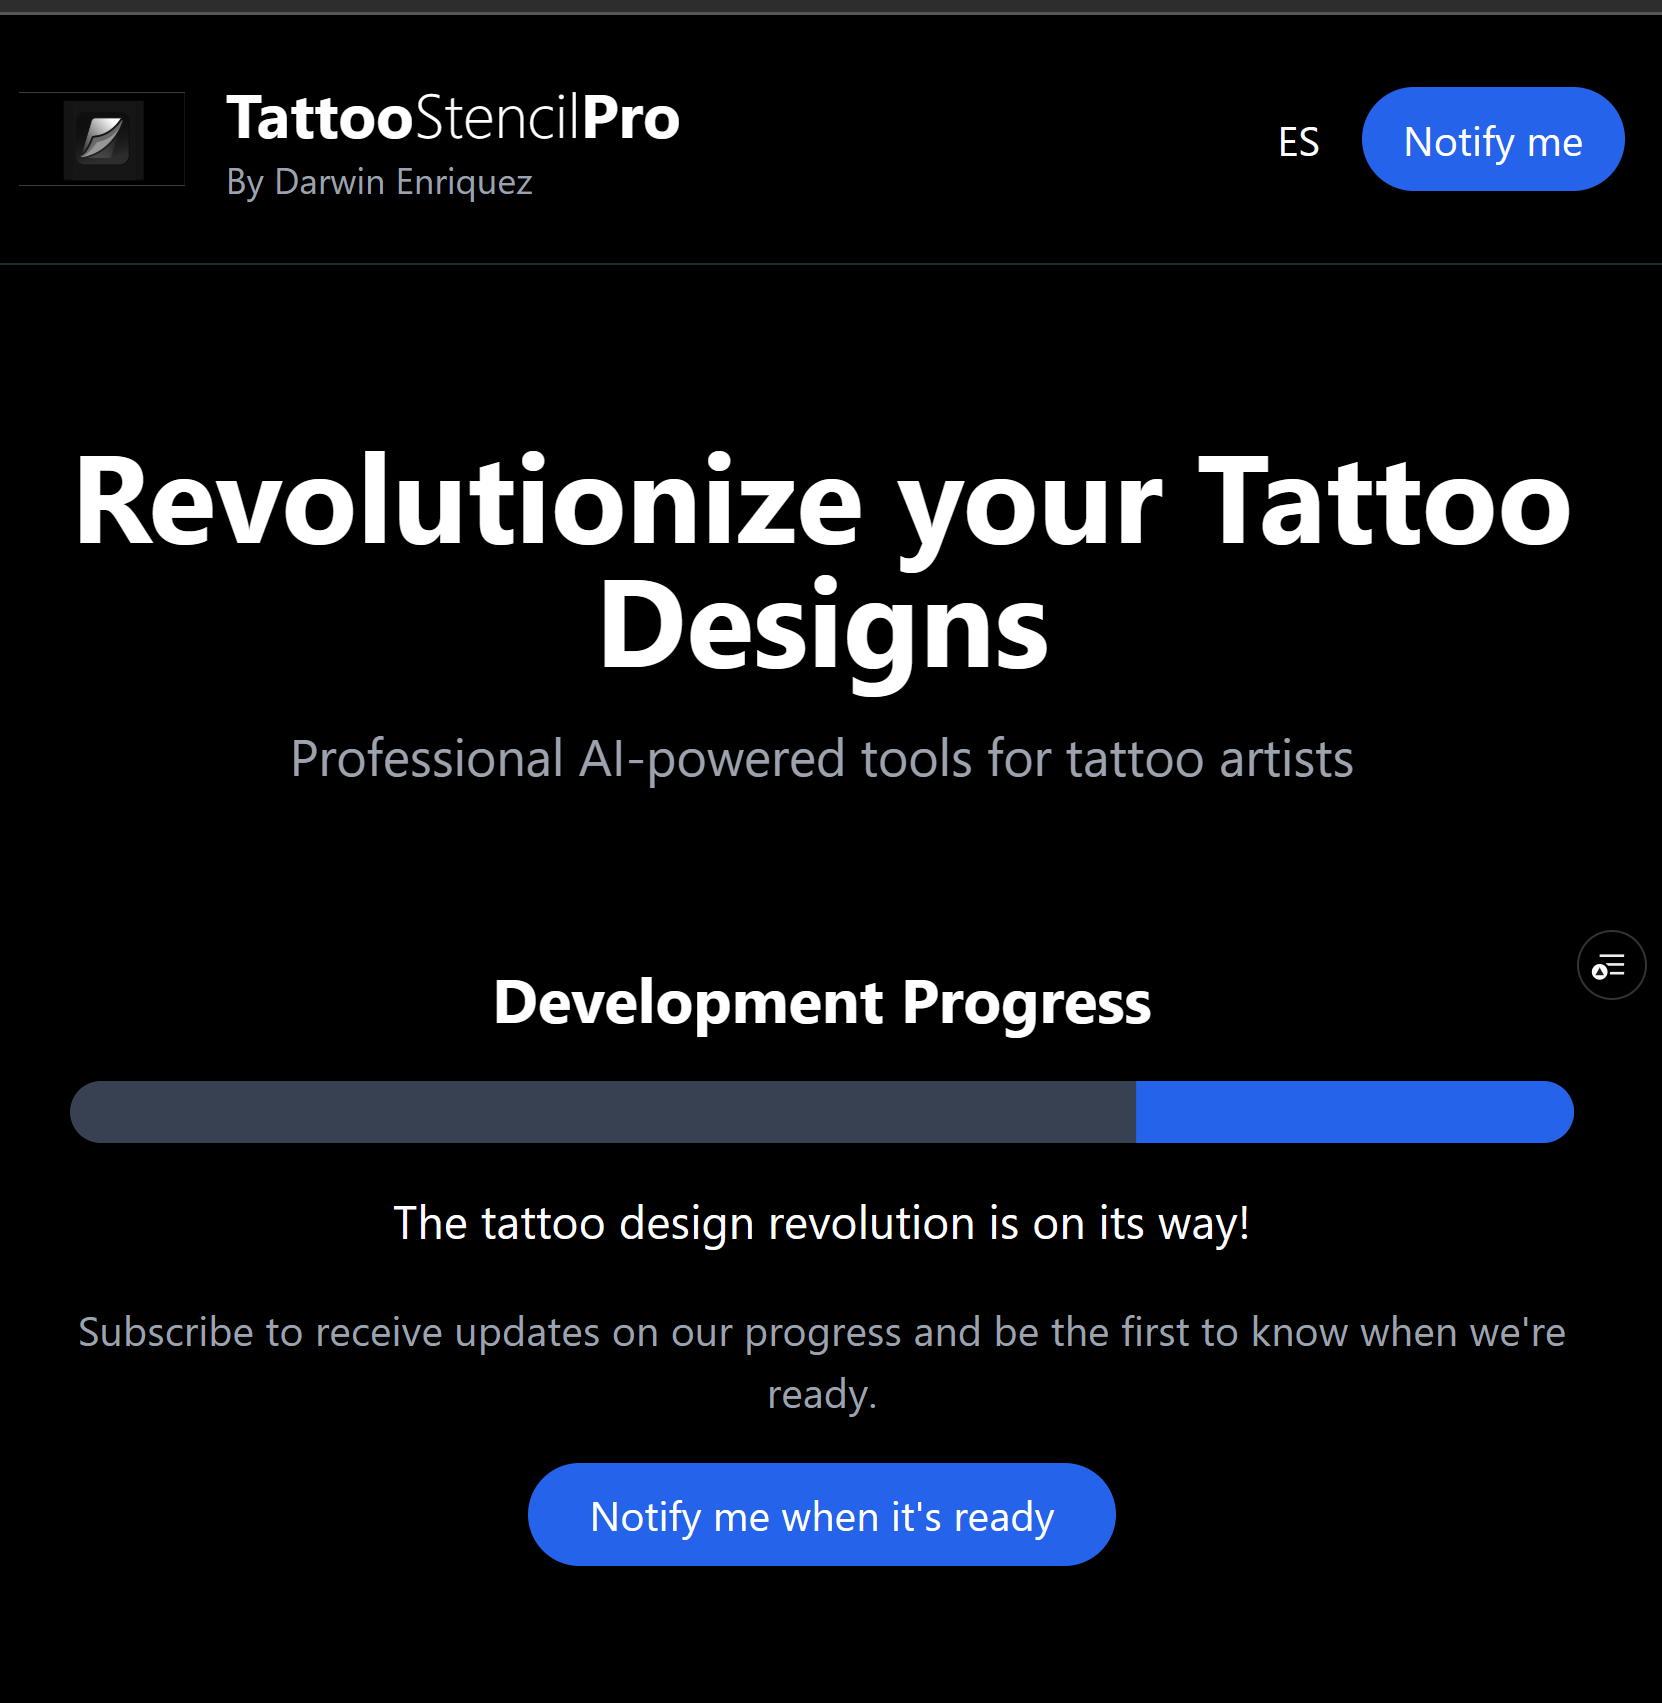 TattooStencilPro
By Darwin Enriquez
ES
Notify me
Revolutionize your Tattoo
Designs
Professional AI-powered tools for tattoo artists
Development Progress
The tattoo design revolution is on its way!
Subscribe to receive updates on our progress and be the first to know when we're
ready.
Notify me when it's ready